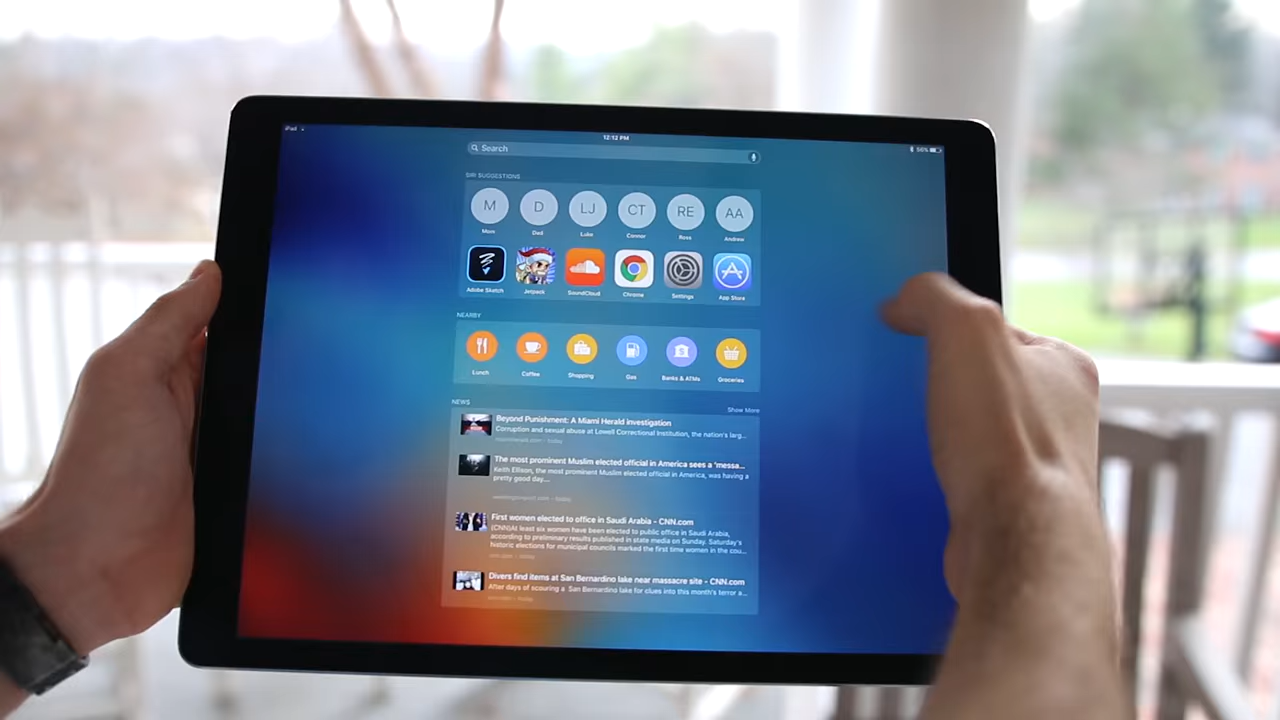 iPad
12:12 PM
56%
Search
SIRI SUGGESTIONS
M D LJ CT RE AA
Mom Dad Luke Connor Ross Andrew
Adobe Sketch Jetpack SoundCloud Chrome Settings App Store
NEARBY
Lunch Coffee Shopping Gas Banks & ATMs Groceries
NEWS
Show More
Beyond Punishment: A Miami Herald investigation
Corruption and sexual abuse at Lowell Correctional Institution, the nation's larg...
miamiherald.com - today
The most prominent Muslim elected official in America sees a 'messa...
Keith Ellison, the most prominent Muslim elected official in America, was having a
pretty good day...
washingtonpost.com - today
First women elected to office in Saudi Arabia - CNN.com
(CNN)At least six women have been elected to public office in Saudi Arabia,
according to preliminary results published in state media on Sunday. Saturday's
historic elections for municipal councils marked the first time women in the cou...
cnn.com - today
Divers find items at San Bernardino lake near massacre site - CNN.com
After days of scouring a San Bernardino lake for clues into this month's terror a...
cnn.com - today